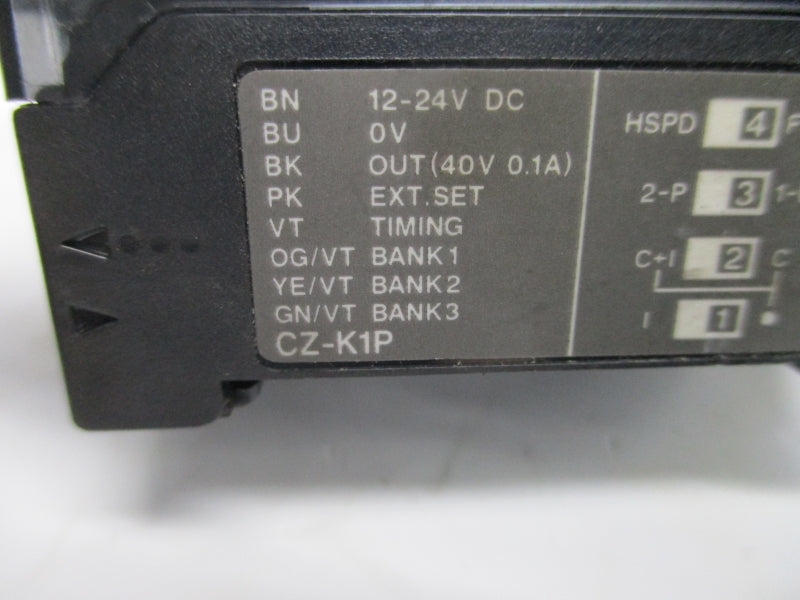 BN 12-24V DC
BU 0V
BK OUT(40V 0.1A)
PK EXT.SET
VT TIMING
OG/VT BANK1
YE/VT BANK2
GN/VT BANK3
CZ-K1P
HSPD 4
2-P 3 1-
C+I 2 C
I 1